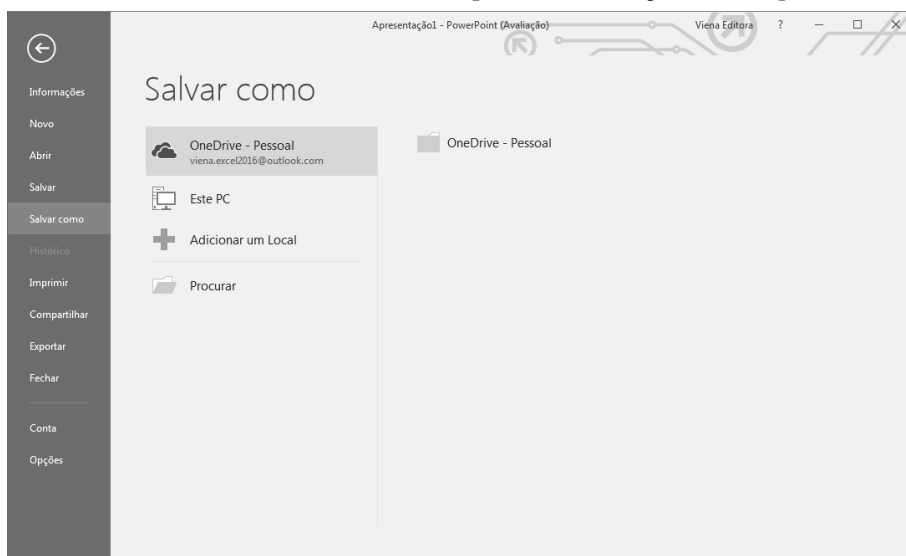 Apresentação1 - PowerPoint (Avaliação)
Viena Editora
?
Informações
Novo
Abrir
Salvar
Salvar como
Histórico
Imprimir
Compartilhar
Exportar
Fechar
Conta
Opções
Salvar como
OneDrive - Pessoal
viena.excel2016@outlook.com
Este PC
Adicionar um Local
Procurar
OneDrive - Pessoal